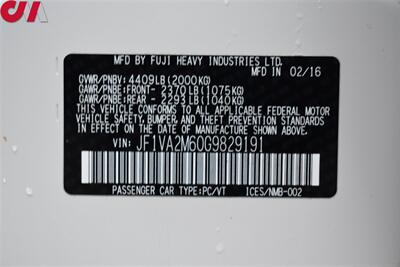 CIA
MFD BY FUJI HEAVY INDUSTRIES LTD.
MFD IN 02/16
GVWR/PNBV: 4409LB (2000KG)
GAWR/PNBE:FRONT- 2370LB (1075KG)
GAWR/PNBE:REAR - 2293LB (1040KG)
THIS VEHICLE CONFORMS TO ALL APPLICABLE FEDERAL MOTOR
VEHICLE SAFETY, BUMPER, AND THEFT PREVENTION STANDARDS
IN EFFECT ON THE DATE OF MANUFACTURE SHOWN ABOVE.
VIN: JF1VA2M60G9829191
PASSENGER CAR TYPE:PC/VT ICES/NMB-002